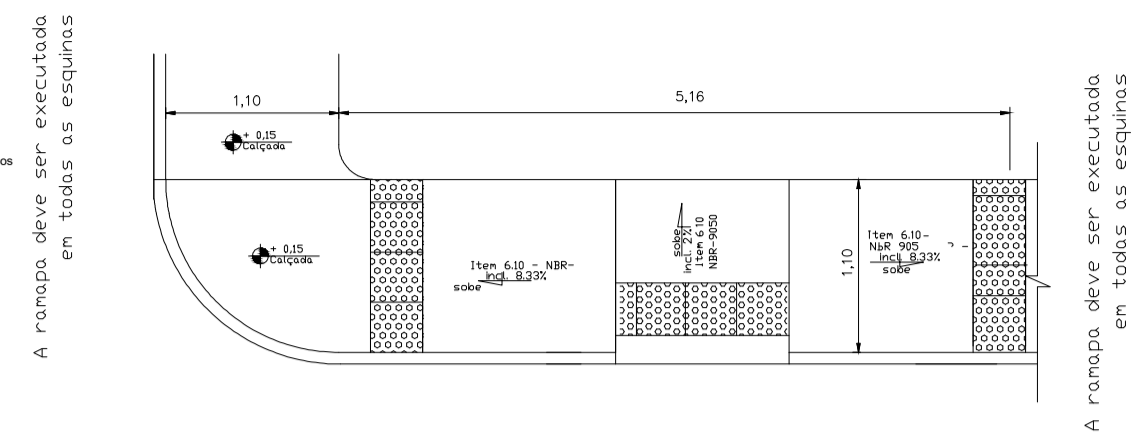 os
A ramapa deve ser executada
em todas as esquinas
1,10
5,16
+ 0,15
Calçada
+ 0,15
Calçada
Item 6.10 - NBR-
incl. 8.33%
sobe
sobe
incl. 2%
Item 6.10
NBR-9050
1,10
Item 6.10-
NbR 905
incl. 8.33%
sobe
A ramapa deve ser executada
em todas as esquinas